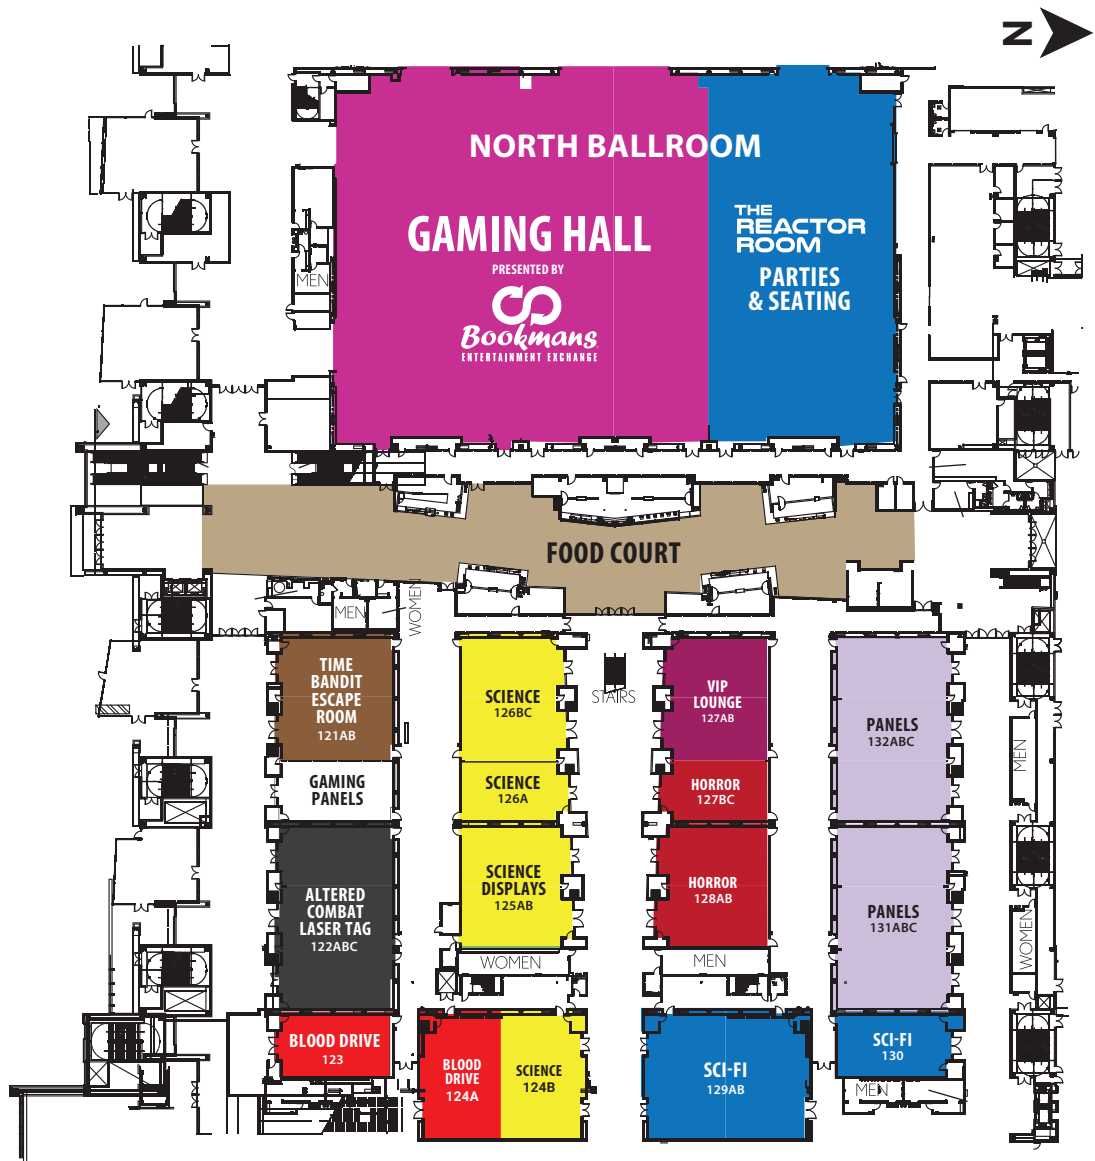 N
NORTH BALLROOM
GAMING HALL
PRESENTED BY
Bookmans
ENTERTAINMENT EXCHANGE
THE
REACTOR
ROOM
PARTIES
& SEATING
MEN
FOOD COURT
MEN
WOMEN
TIME
BANDIT
ESCAPE
ROOM
121AB
GAMING
PANELS
ALTERED
COMBAT
LASER TAG
122ABC
BLOOD DRIVE
123
SCIENCE
126BC
SCIENCE
126A
SCIENCE
DISPLAYS
125AB
WOMEN
BLOOD
DRIVE
124A
SCIENCE
124B
STAIRS
VIP
LOUNGE
127AB
HORROR
127BC
HORROR
128AB
MEN
SCI-FI
129AB
PANELS
132ABC
PANELS
131ABC
SCI-FI
130
MEN
MEN
WOMEN